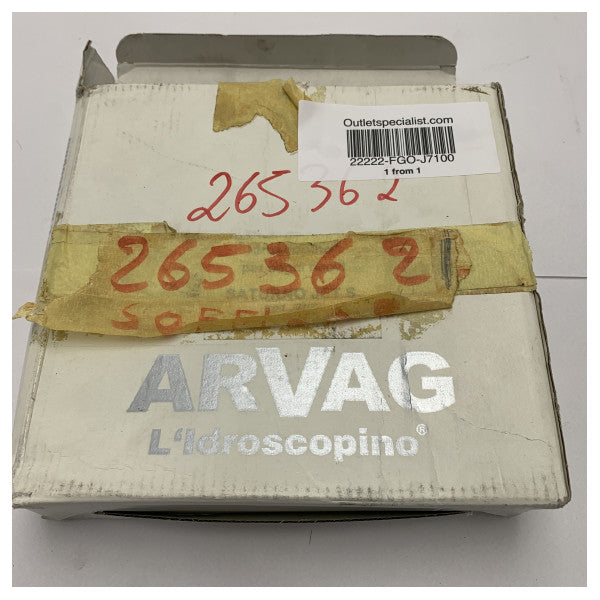 Outletspecialist.com
22222-FGO-J7100
1 from 1
265362
265362
ARVAG
L'Idroscopino®